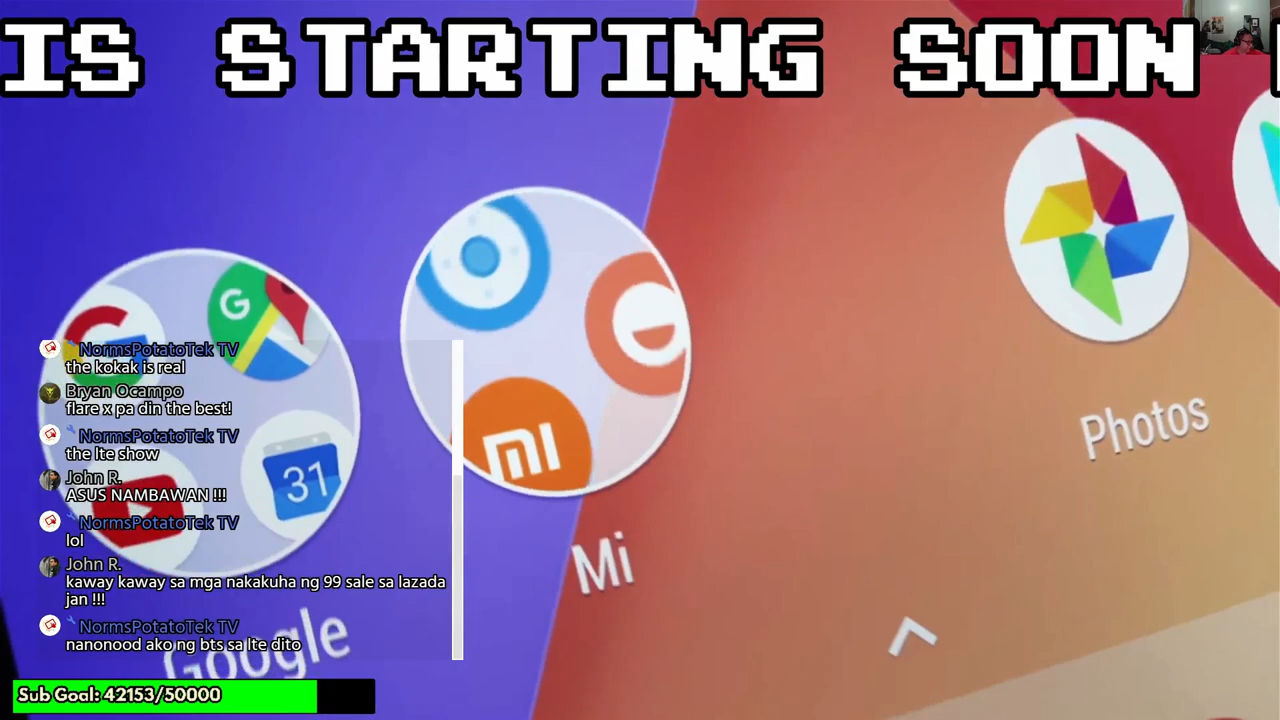 IS STARTING SOON
G
NormsPotatoTek TV
the kokak is real
Bryan Ocampo
flare x pa din the best!
NormsPotatoTek TV
the lte show
John R.
ASUS NAMBAWAN !!!
NormsPotatoTek TV
lol
John R.
kaway kaway sa mga nakakuha ng 99 sale sa lazada
jan !!!
NormsPotatoTek TV
nanonood ako ng bts sa lte dito
31
Google
MI
Mi
Photos
Sub Goal: 42153/50000